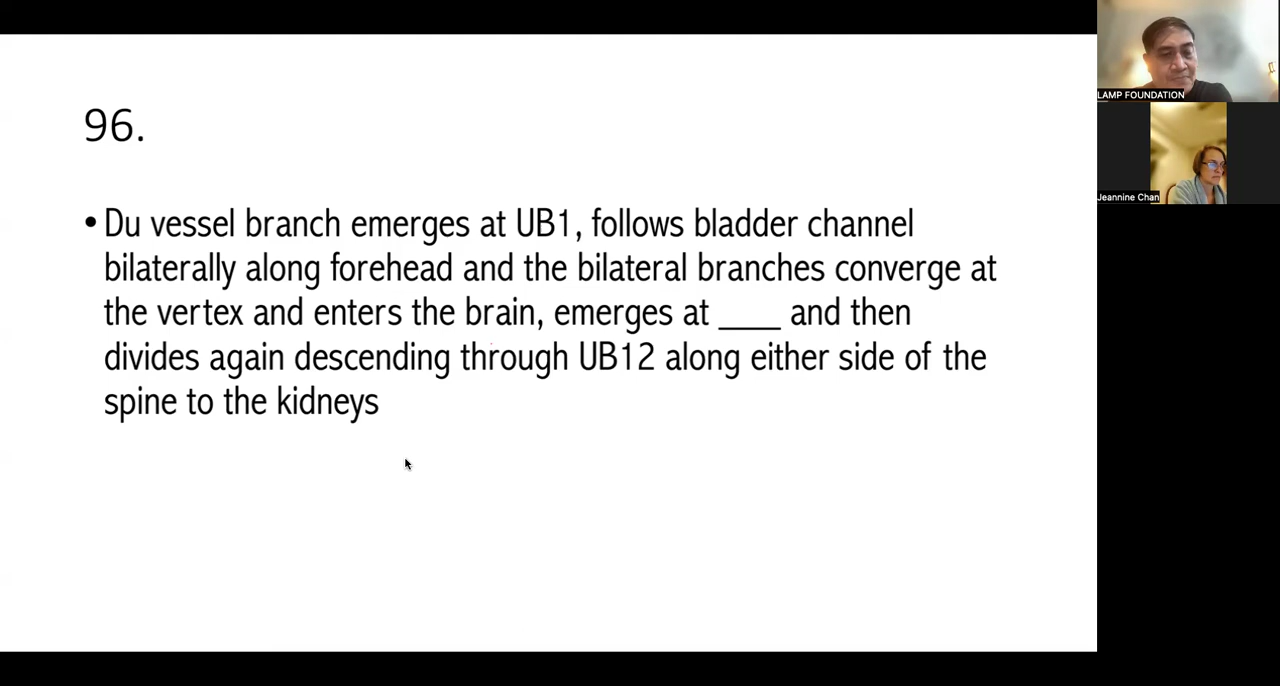 96.
• Du vessel branch emerges at UB1, follows bladder channel
bilaterally along forehead and the bilateral branches converge at
the vertex and enters the brain, emerges at ____ and then
divides again descending through UB12 along either side of the
spine to the kidneys
LAMP FOUNDATION
Jeannine Chan